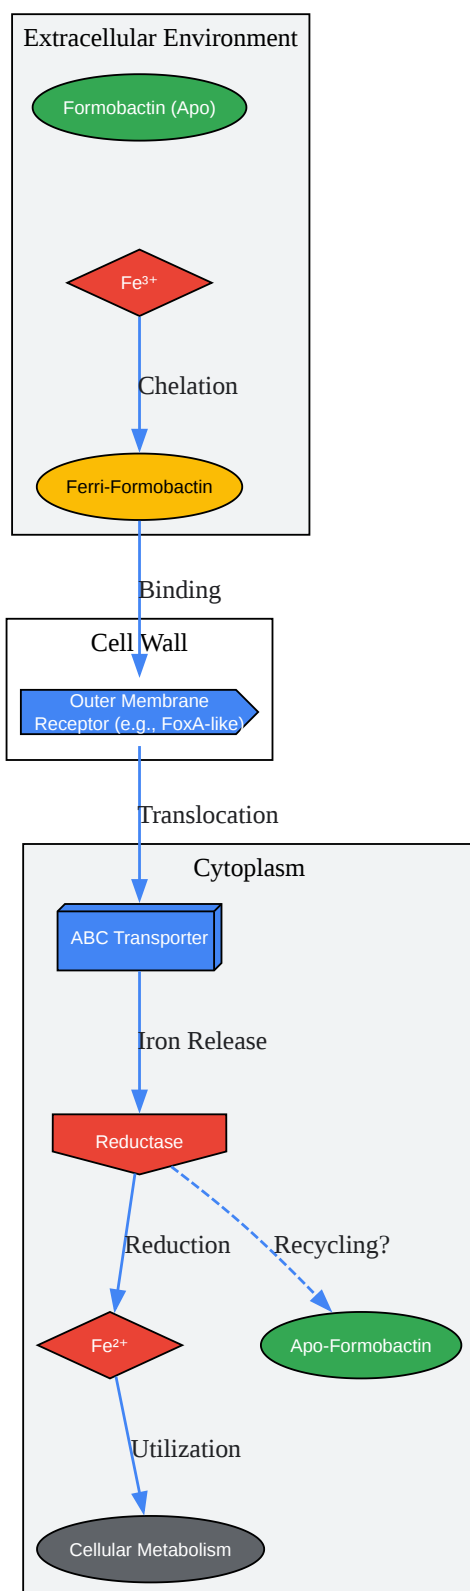 Extracellular Environment
Formobactin (Apo)
Fe³⁺
Chelation
Ferri-Formobactin
Binding
Cell Wall
Outer Membrane
Receptor (e.g., FoxA-like)
Translocation
Cytoplasm
ABC Transporter
Iron Release
Reductase
Reduction
Recycling?
Fe²⁺
Apo-Formobactin
Utilization
Cellular Metabolism